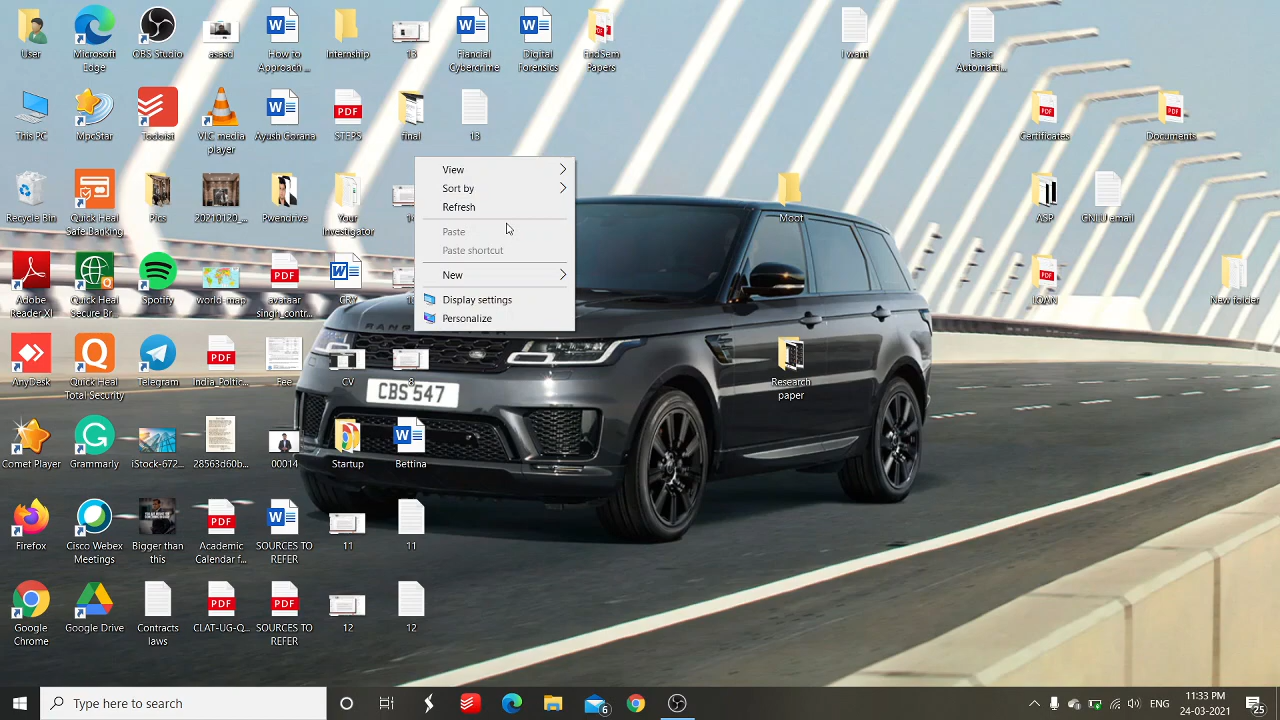 User
Microsoft Edge
OBS Studio
asasd
How to Approach ...
Internship
13
Financial Cybercrime
Digital Forensics
EndSem Papers
I want
Basic Automati...
This PC
MpcStar
Todoist
VLC media player
Ayush Gorana
STEPS
final
13
Certificates
Documents
Recycle Bin
Quick Heal Safe Banking
Pics
20210120_...
Pwendrive
Your Investigator
Moot
ASP
GNLU email
Adobe Reader X
Quick Heal Secure Br...
Spotify
world-map
avataar singh_contr...
CRY
LOAN
New folder
AnyDesk
Quick Heal Total Security
Telegram
India_Politic...
Fee
CV
8
Research paper
Comet Player
Grammarly
iStock-672...
28563d60b...
00014
Startup
Bettina
Firefox
Cisco Webex Meetings
Bigger than this
Academic Calendar f...
SOURCES TO REFER
11
11
Google Chrome
Google Drive
Contracts laws
CLAT-UG-Q...
SOURCES TO REFER
12
12
View
Sort by
Refresh
Paste
Paste shortcut
New
Display settings
Personalize
CBS 547
Type here to search
6
ENG
11:33 PM
24-03-2021
25